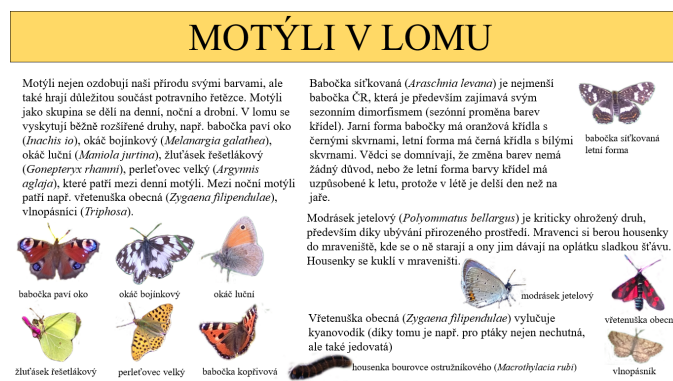 MOTÝLI V LOMU
Motýli nejen ozdobují naši přírodu svými barvami, ale
také hrají důležitou součást potravního řetězce. Motýli
jako skupina se dělí na denní, noční a drobní. V lomu se
vyskytují běžně rozšířené druhy, např. babočka paví oko
(Inachis io), okáč bojínkový (Melanargia galathea),
okáč luční (Maniola jurtina), žluťásek řešetlákový
(Gonepteryx rhamni), perleťovec velký (Argynnis
aglaja), které patří mezi denní motýli. Mezi noční motýli
patří např. vřetenuška obecná (Zygaena filipendulae),
vlnopásníci (Triphosa).
babočka paví oko
okáč bojínkový
okáč luční
žluťásek řešetlákový
perleťovec velký
babočka kopřivová
Babočka síťkovaná (Araschnia levana) je nejmenší
babočka ČR, která je především zajímavá svým
sezonním dimorfismem (sezónní proměna barev
křídel). Jarní forma babočky má oranžová křídla s
černými skvrnami, letní forma má černá křídla s bílými
skvrnami. Vědci se domnívají, že změna barev nemá
žádný důvod, nebo že letní forma barvy křídel má
uzpůsobené k letu, protože v létě je delší den než na
jaře.
babočka síťkovaná
letní forma
Modrásek jetelový (Polyommatus bellargus) je kriticky ohrožený druh,
především díky ubývání přirozeného prostředí. Mravenci si berou housenky
do mraveniště, kde se o ně starají a ony jim dávají na oplátku sladkou šťávu.
Housenky se kuklí v mraveništi.
modrásek jetelový
vřetenuška obecn
Vřetenuška obecná (Zygaena filipendulae) vylučuje
kyanovodík (díky tomu je např. pro ptáky nejen nechutná,
ale také jedovatá)
housenka bourovce ostružníkového (Macrothylacia rubi)
vlnopásník